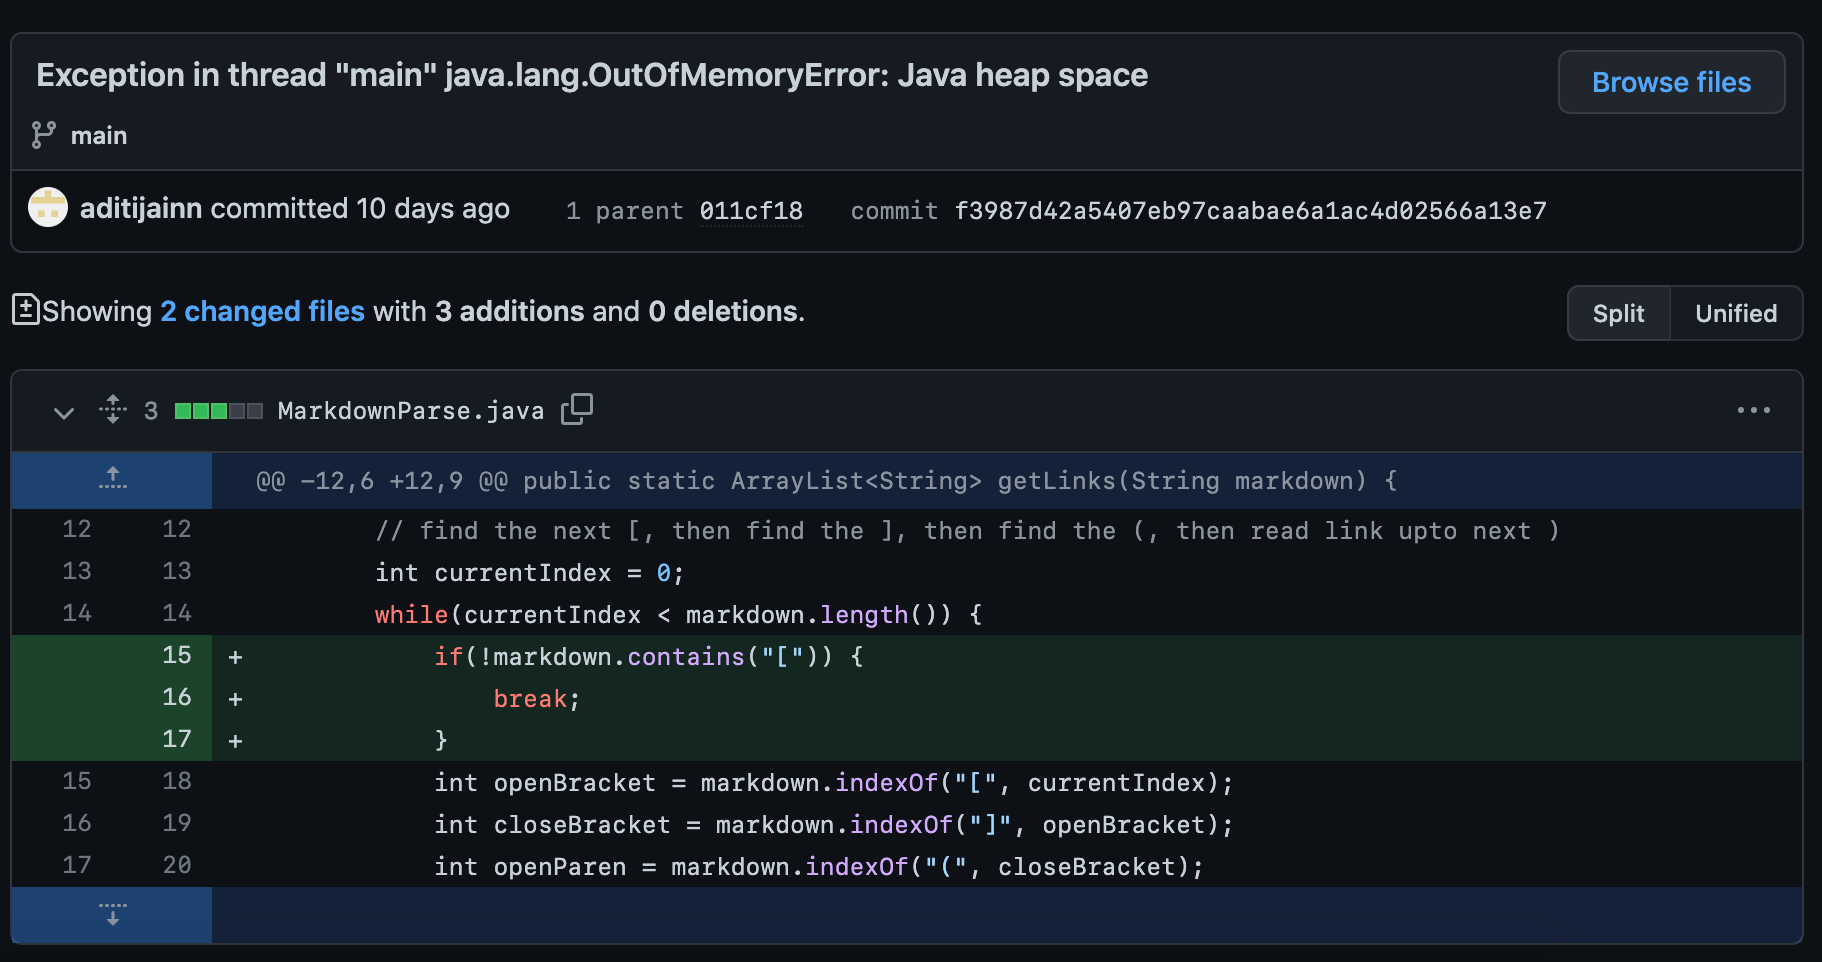 Exception in thread "main" java.lang.OutOfMemoryError: Java heap space
Browse files
main
aditijainn committed 10 days ago 1 parent 011cf18 commit f3987d42a5407eb97caabae6a1ac4d02566a13e7
Showing 2 changed files with 3 additions and 0 deletions.
Split Unified
3 MarkdownParse.java
@@ -12,6 +12,9 @@ public static ArrayList<String> getLinks(String markdown) {
12 12 // find the next [, then find the ], then find the (, then read link upto next )
13 13 int currentIndex = 0;
14 14 while(currentIndex < markdown.length()) {
15 + if(!markdown.contains("[")) {
16 + break;
17 + }
15 18 int openBracket = markdown.indexOf("[", currentIndex);
16 19 int closeBracket = markdown.indexOf("]", openBracket);
17 20 int openParen = markdown.indexOf("(", closeBracket);